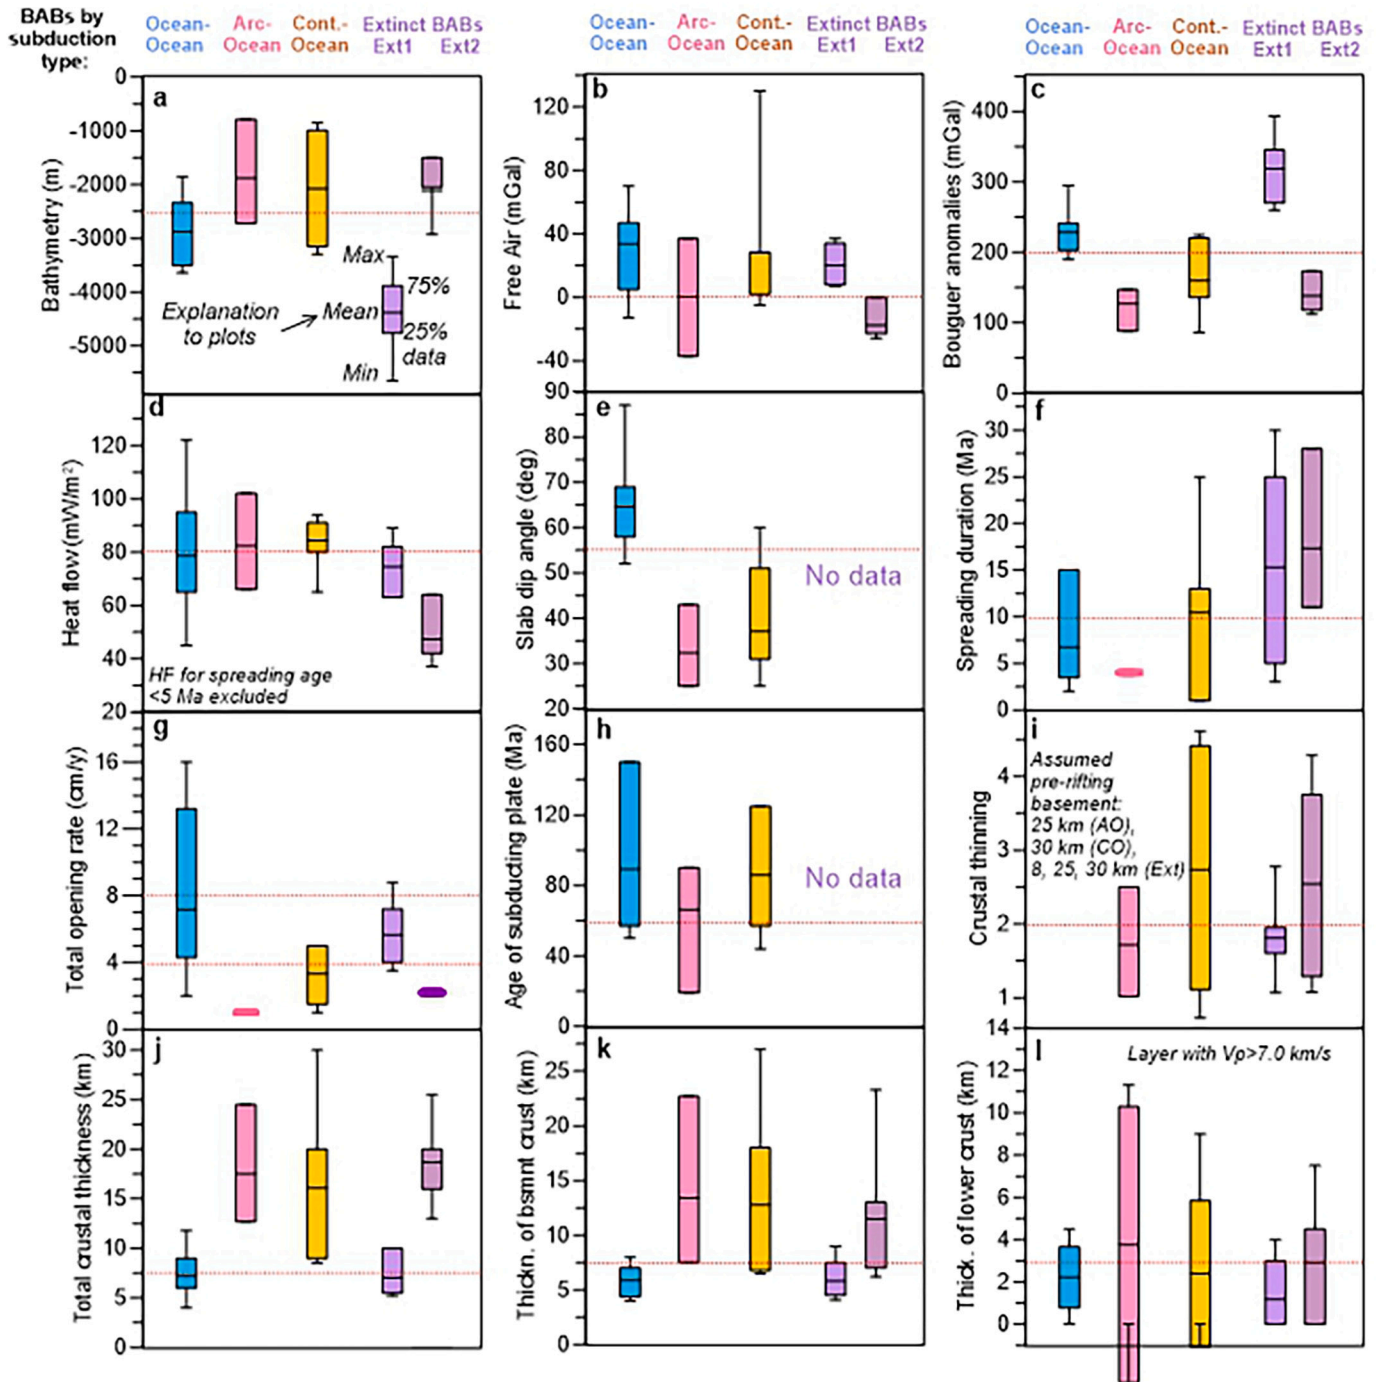 BABs by
subduction
type:
Ocean-
Ocean
Arc-
Ocean
Cont.-
Ocean
Extinct BABs
Ext1 Ext2
Ocean-
Ocean
Arc-
Ocean
Cont.-
Ocean
Extinct BABs
Ext1 Ext2
Ocean-
Ocean
Arc-
Ocean
Cont.-
Ocean
Extinct BABs
Ext1 Ext2
a
Bathymetry (m)
0
-1000
-2000
-3000
-4000
-5000
Max
75%
Explanation
to plots
Mean
25%
data
Min
b
Free Air (mGal)
120
80
40
0
-40
c
Bouguer anomalies (mGal)
400
300
200
100
0
d
Heat flow(mW/m²)
120
100
80
60
40
HF for spreading age
<5 Ma excluded
e
Slab dip angle (deg)
90
80
70
60
50
40
30
20
No data
f
Spreading duration (Ma)
30
25
20
15
10
5
0
g
Total opening rate (cm/y)
20
16
12
8
4
0
h
Age of subducting plate (Ma)
160
120
80
40
0
No data
i
Crustal thinning
4
3
2
1
Assumed
pre-rifting
basement:
25 km (AO),
30 km (CO),
8, 25, 30 km (Ext)
j
Total crustal thickness (km)
30
25
20
15
10
5
0
k
Thickn. of bsmnt crust (km)
25
20
15
10
5
0
l
Thick. of lower crust (km)
14
12
10
8
6
4
2
0
Layer with Vp>7.0 km/s